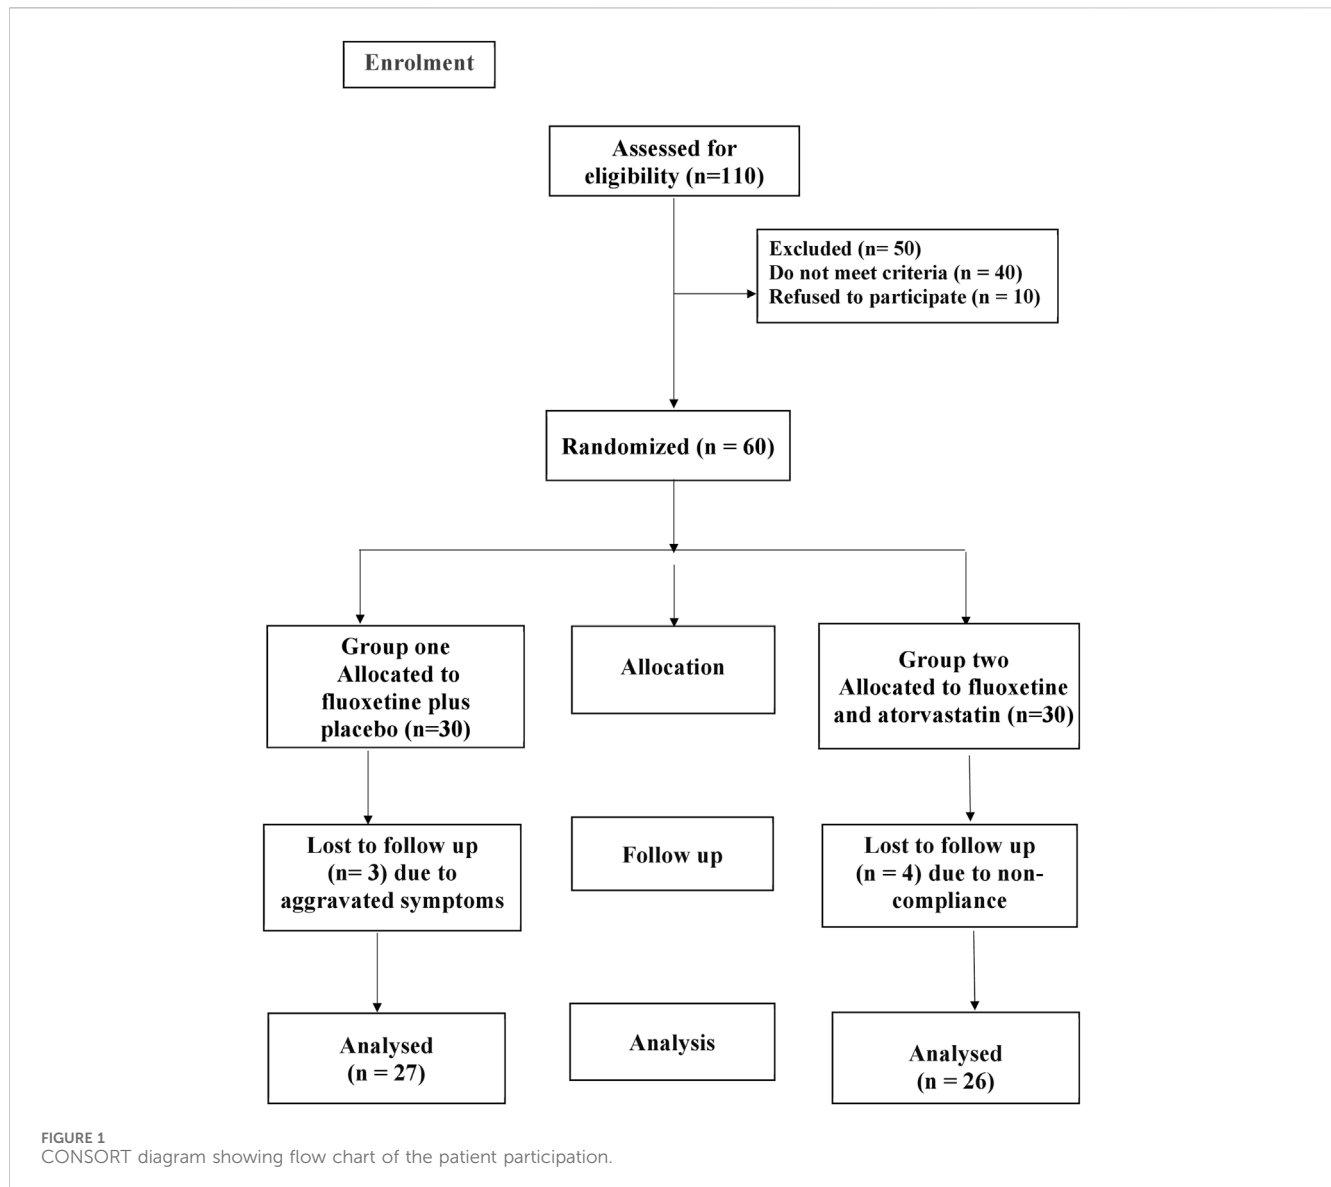 Enrolment
Assessed for
eligibility (n=110)
Excluded (n= 50)
Do not meet criteria (n = 40)
Refused to participate (n = 10)
Randomized (n = 60)
Group one
Allocated to
fluoxetine plus
placebo (n=30)
Allocation
Group two
Allocated to fluoxetine
and atorvastatin (n=30)
Lost to follow up
(n= 3) due to
aggravated symptoms
Follow up
Lost to follow up
(n = 4) due to non-
compliance
Analysed
(n = 27)
Analysis
Analysed
(n = 26)
FIGURE 1
CONSORT diagram showing flow chart of the patient participation.